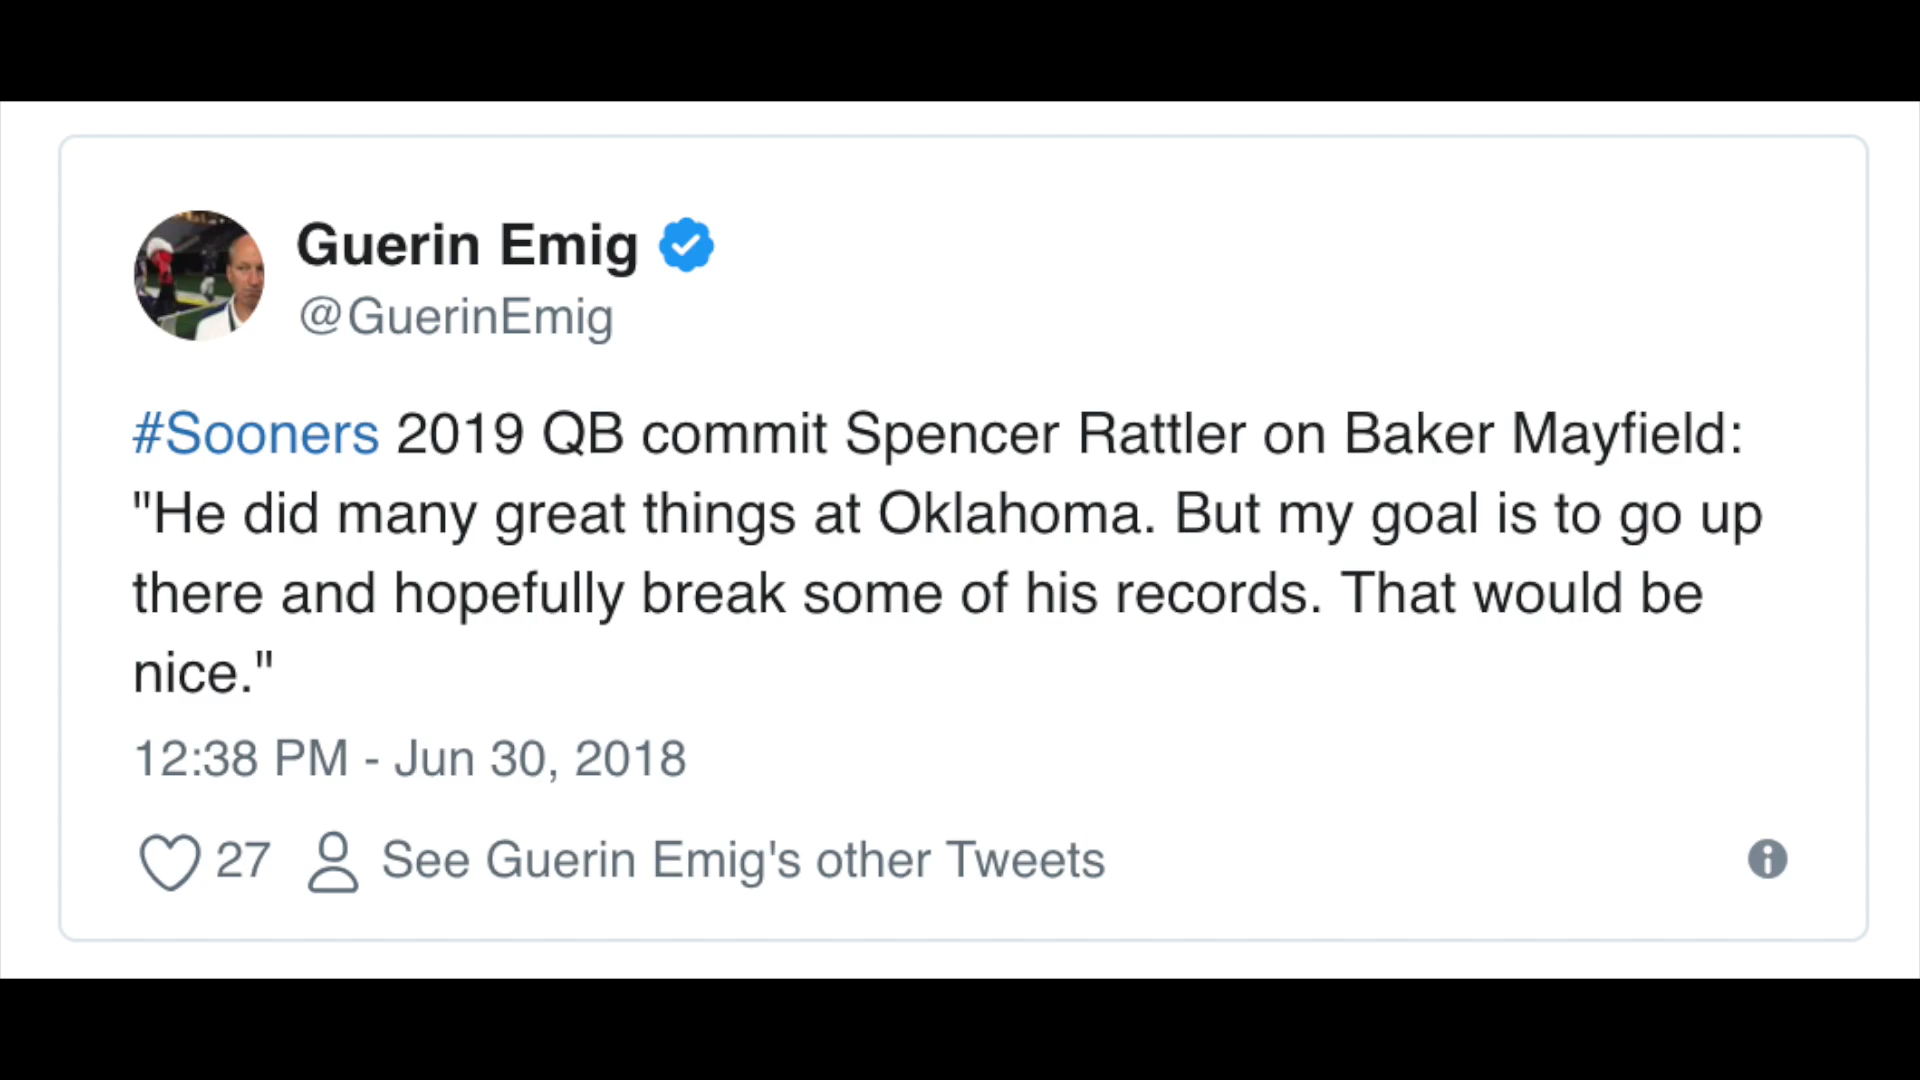 Guerin Emig
@GuerinEmig
#Sooners 2019 QB commit Spencer Rattler on Baker Mayfield:
"He did many great things at Oklahoma. But my goal is to go up
there and hopefully break some of his records. That would be
nice."
12:38 PM - Jun 30, 2018
27 See Guerin Emig's other Tweets